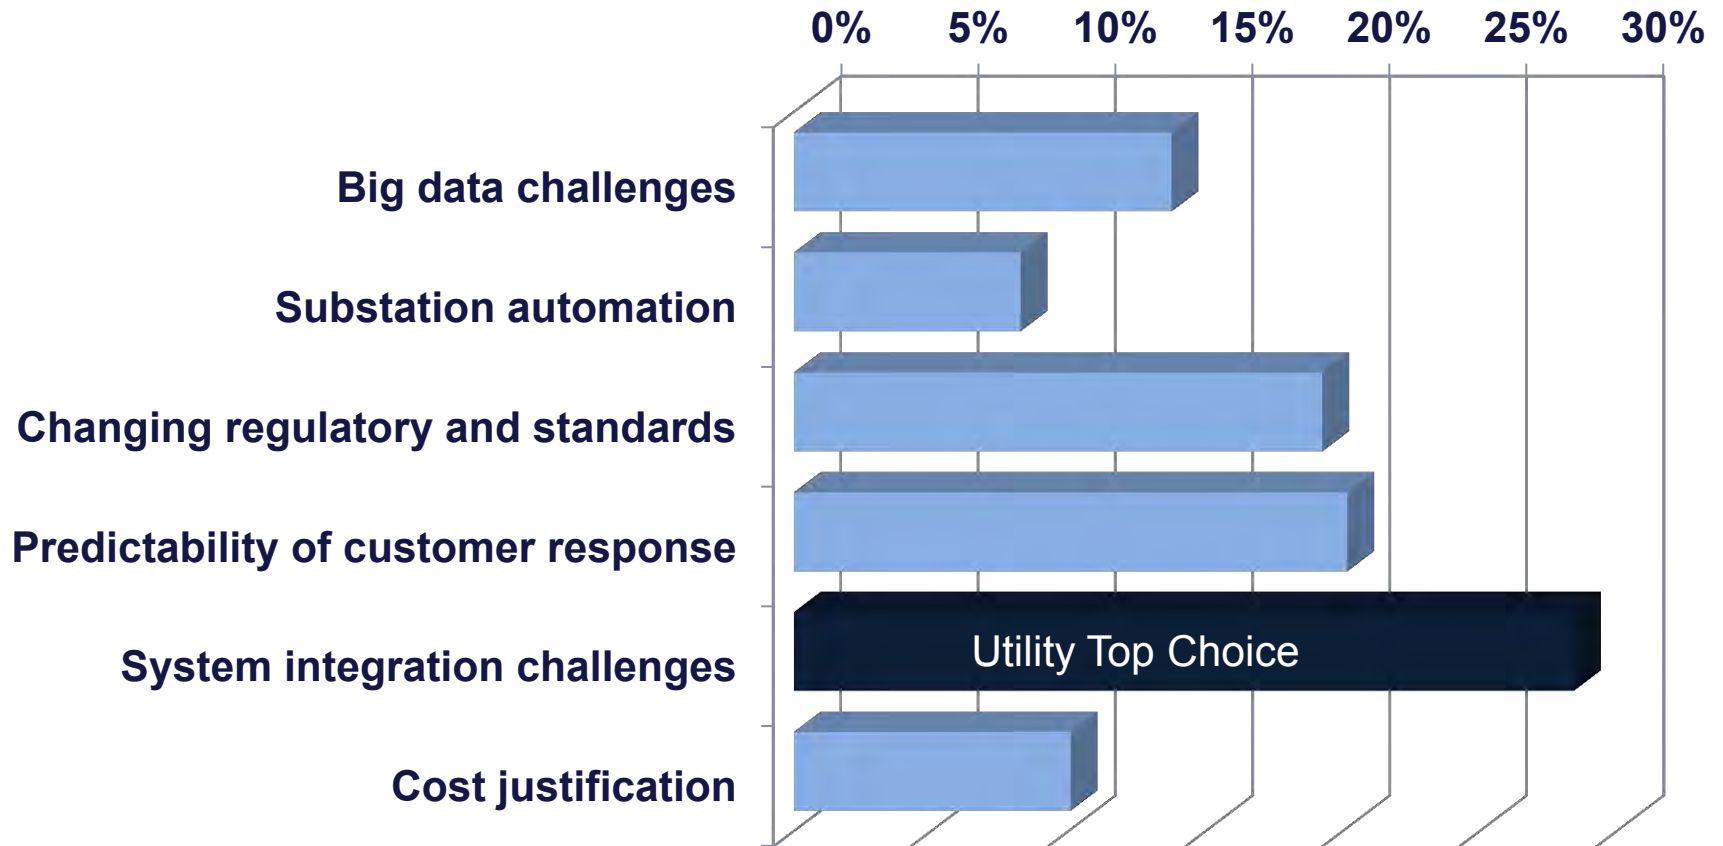 0% 5% 10% 15% 20% 25% 30%
Big data challenges
Substation automation
Changing regulatory and standards
Predictability of customer response
System integration challenges
Utility Top Choice
Cost justification